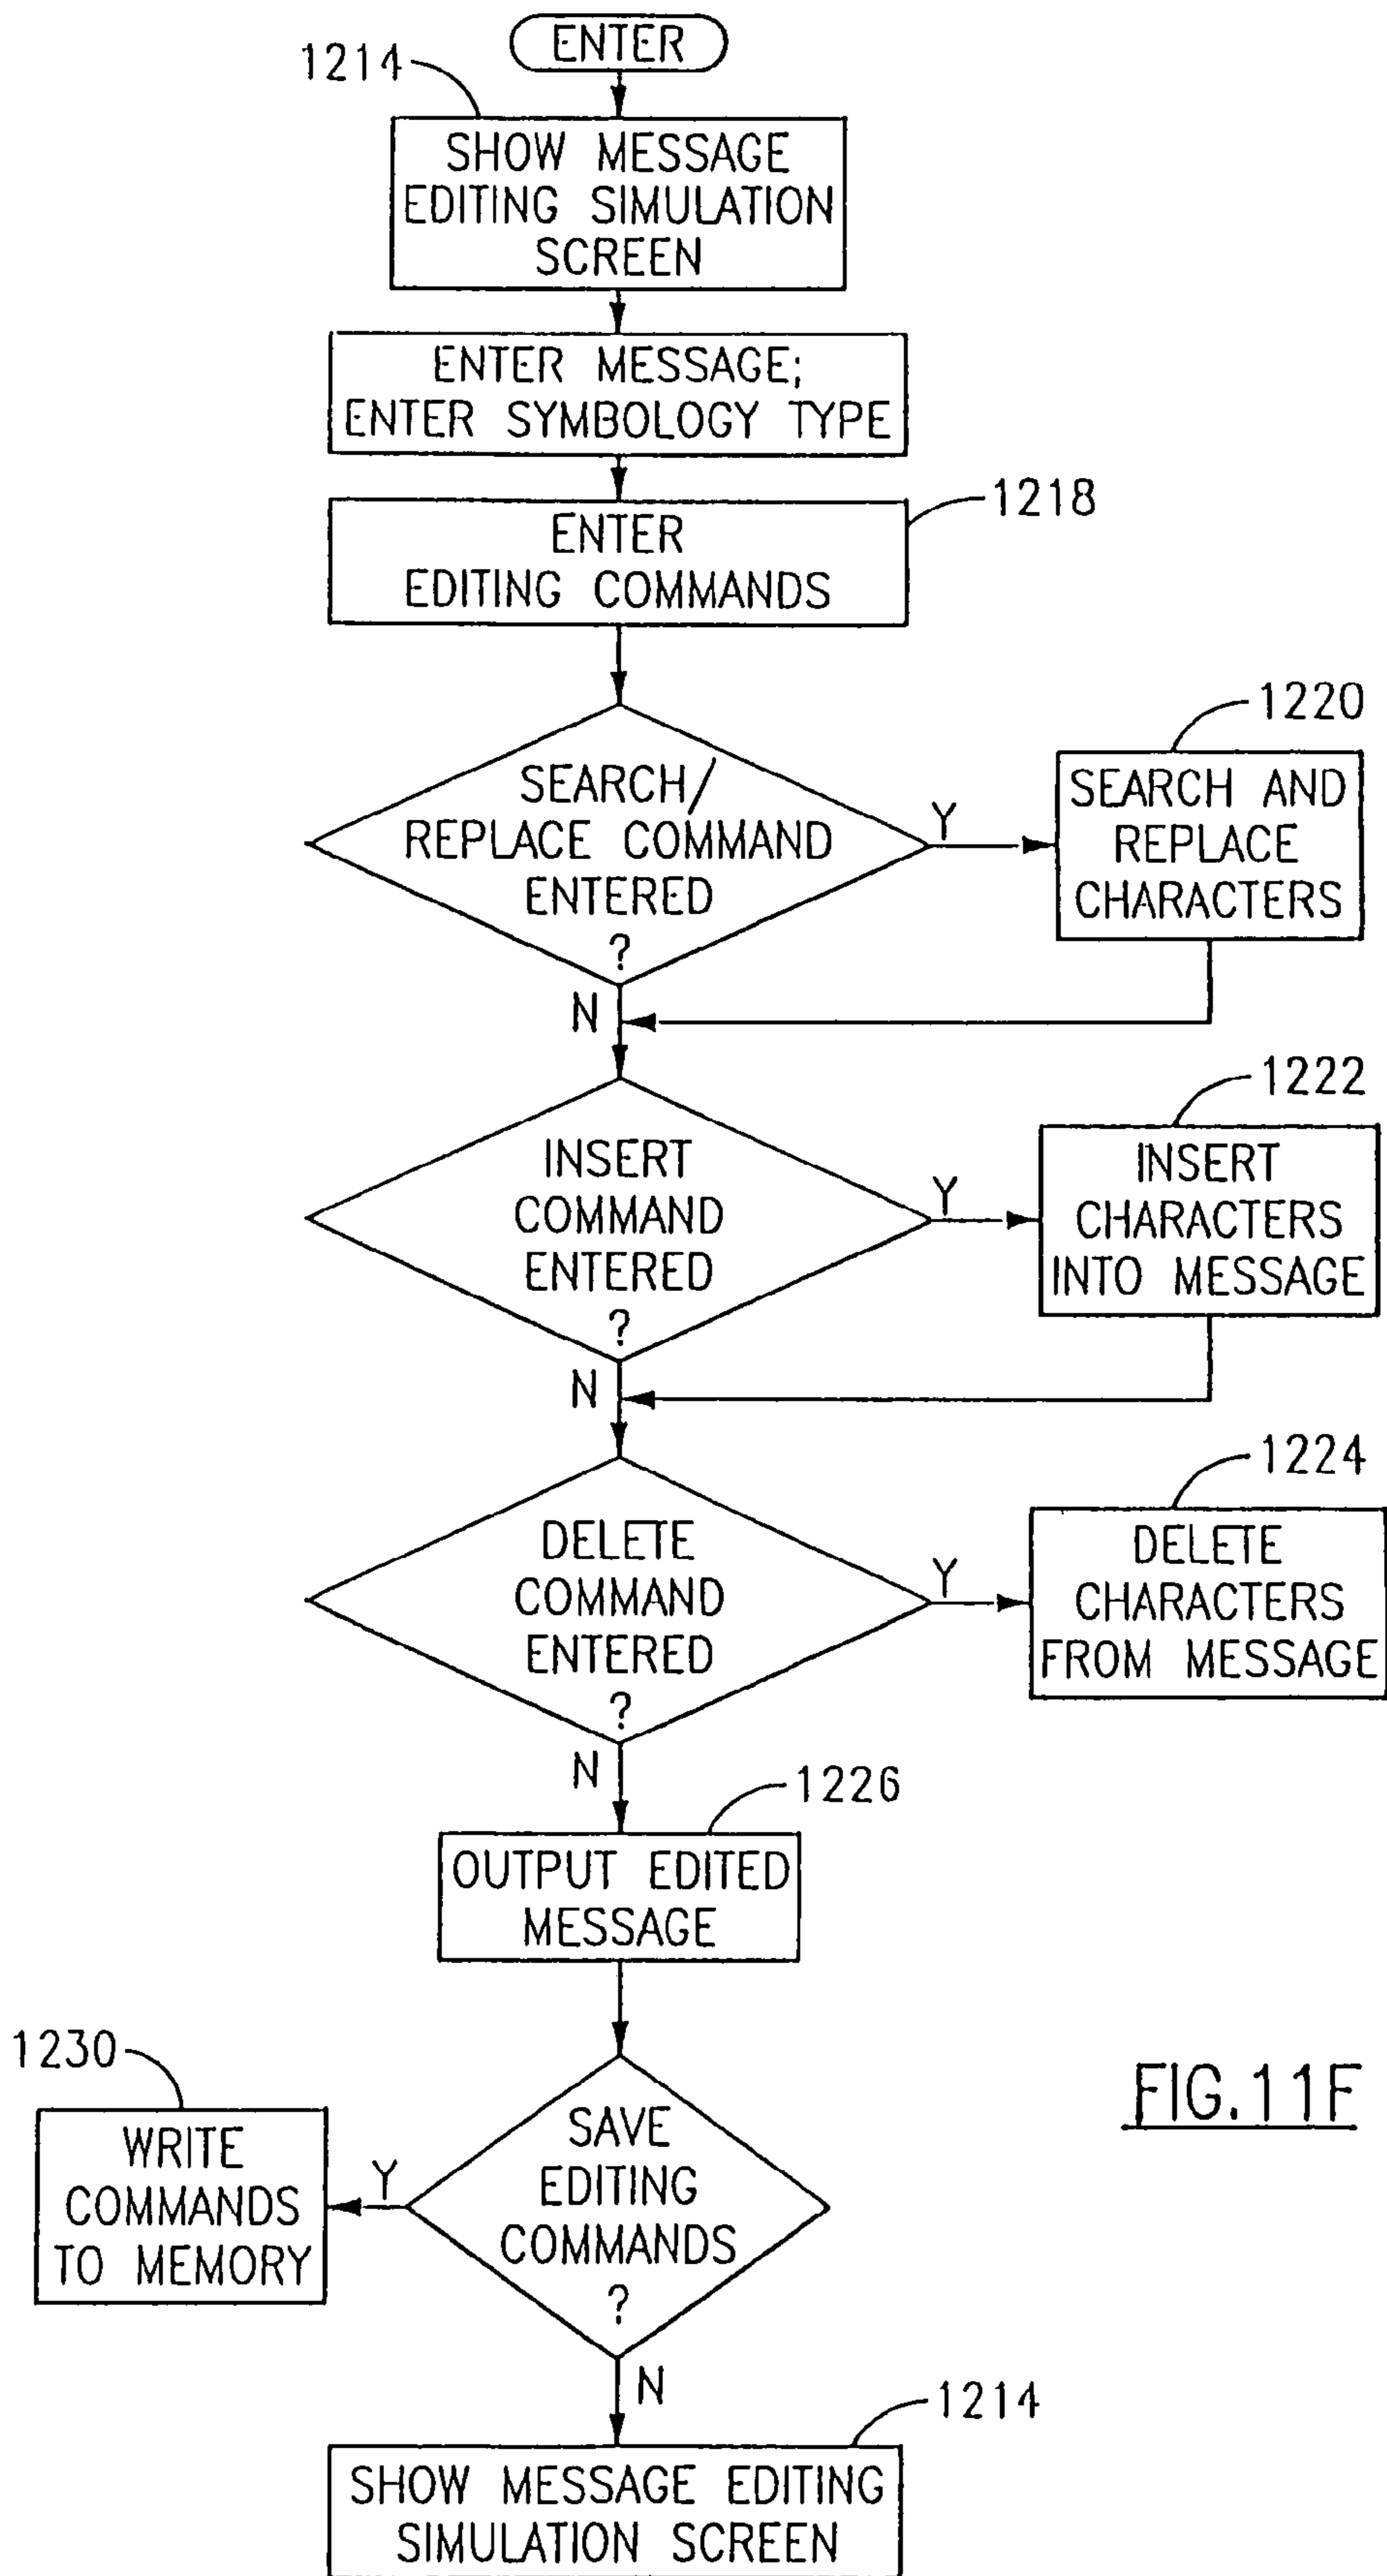 ENTER
1214
SHOW MESSAGE
EDITING SIMULATION
SCREEN
ENTER MESSAGE;
ENTER SYMBOLOGY TYPE
1218
ENTER
EDITING COMMANDS
1220
SEARCH/
REPLACE COMMAND
ENTERED
?
Y
SEARCH AND
REPLACE
CHARACTERS
N
1222
INSERT
COMMAND
ENTERED
?
Y
INSERT
CHARACTERS
INTO MESSAGE
N
1224
DELETE
COMMAND
ENTERED
?
Y
DELETE
CHARACTERS
FROM MESSAGE
N
1226
OUTPUT EDITED
MESSAGE
1230
WRITE
COMMANDS
TO MEMORY
Y
SAVE
EDITING
COMMANDS
?
FIG.11F
N
1214
SHOW MESSAGE EDITING
SIMULATION SCREEN